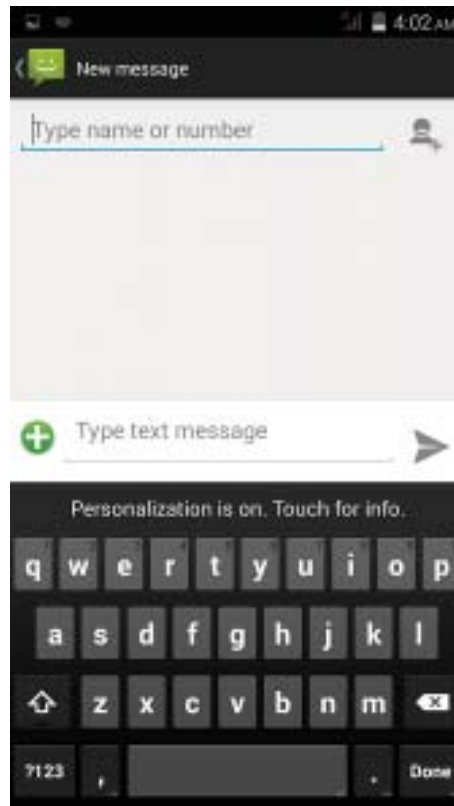 4:02 AM
New message
Type name or number
Type text message
Personalization is on. Touch for info.
q w e r t y u i o p
a s d f g h j k l
z x c v b n m
?123 , . Done